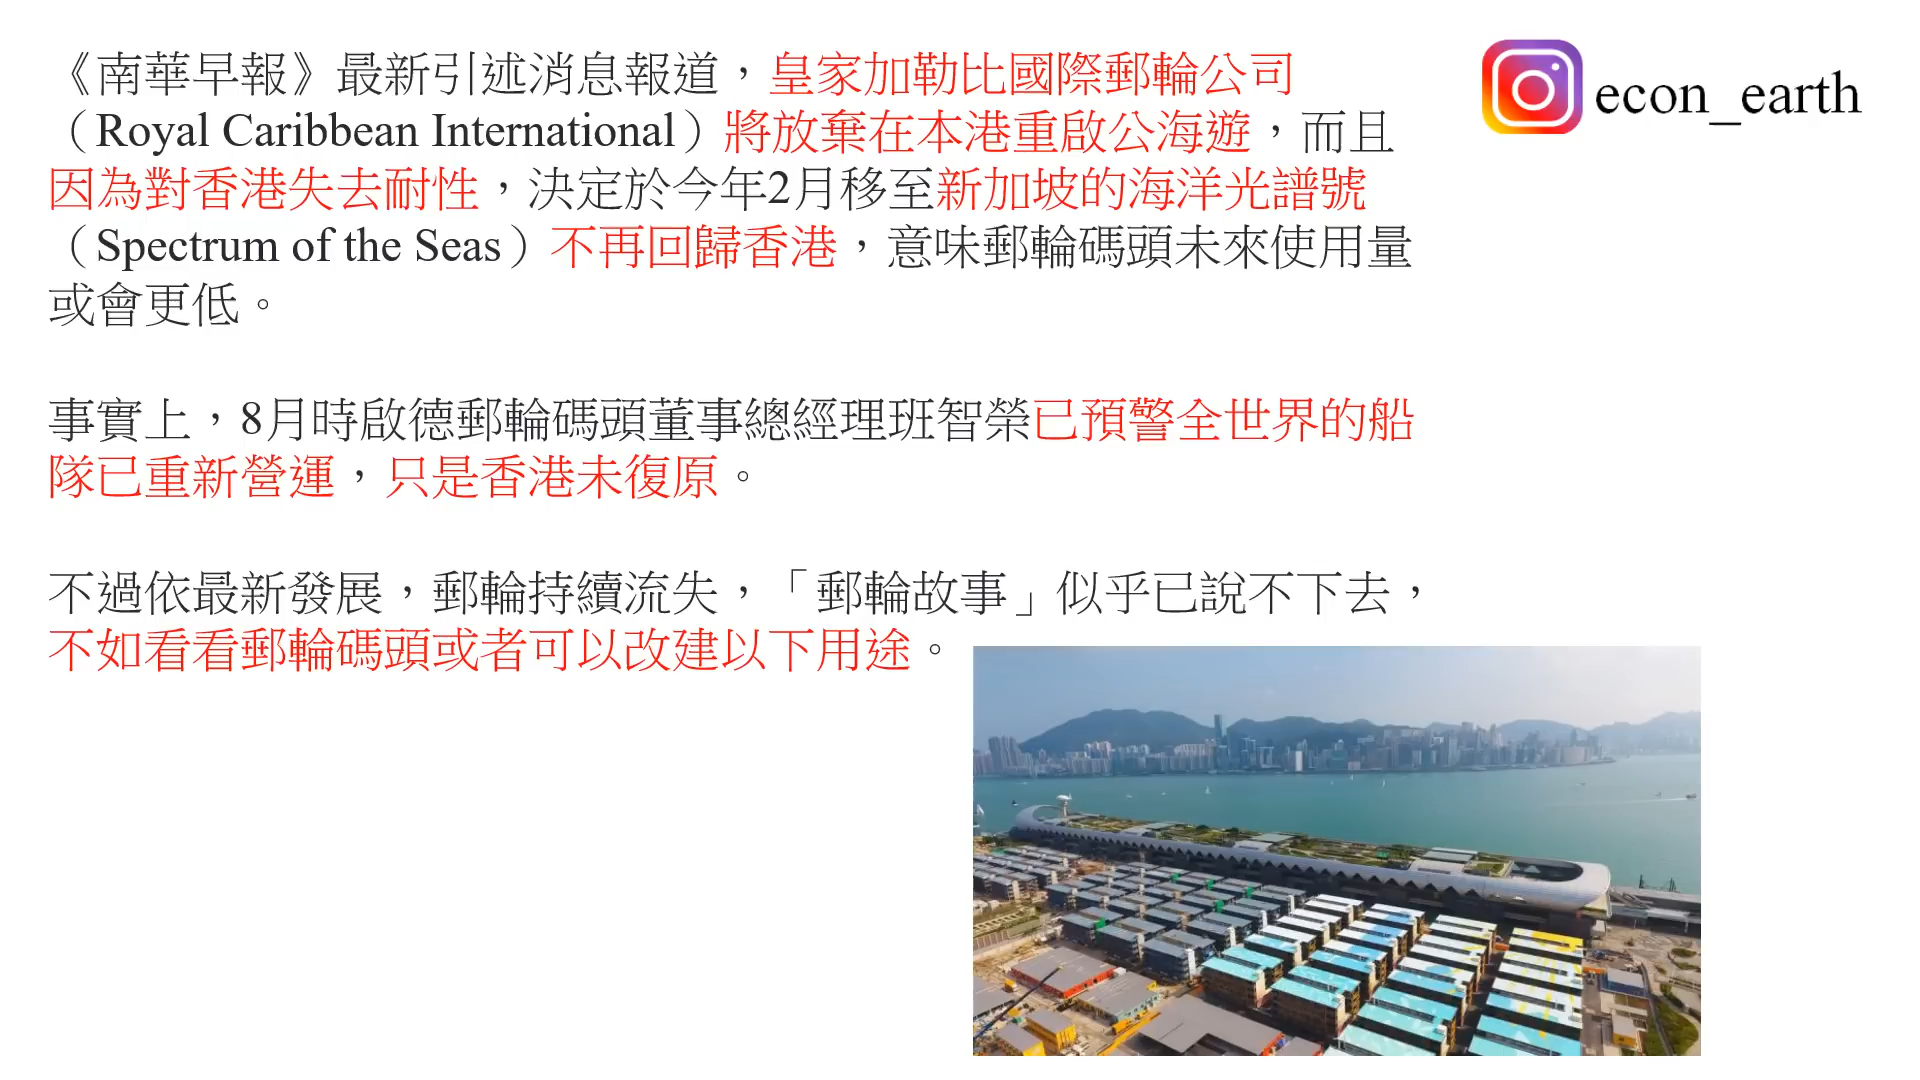 《南華早報》最新引述消息報道，皇家加勒比國際郵輪公司
（Royal Caribbean International）將放棄在本港重啟公海遊，而且
因為對香港失去耐性，決定於今年2月移至新加坡的海洋光譜號
（Spectrum of the Seas）不再回歸香港，意味郵輪碼頭未來使用量
或會更低。
事實上，8月時啟德郵輪碼頭董事總經理班智榮已預警全世界的船
隊已重新營運，只是香港未復原。
不過依最新發展，郵輪持續流失，「郵輪故事」似乎已說不下去，
不如看看郵輪碼頭或者可以改建以下用途。
econ_earth